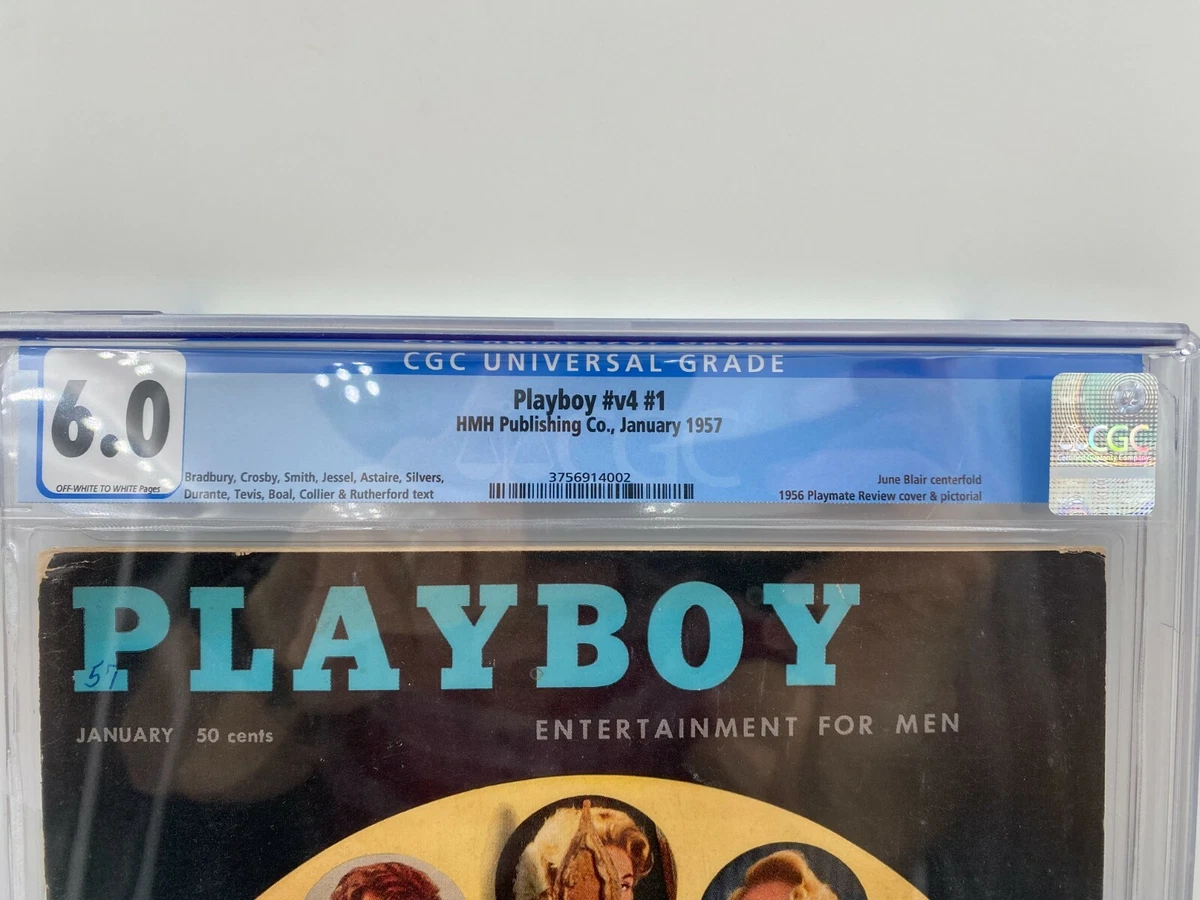 CGC UNIVERSAL GRADE
6.0
OFF-WHITE TO WHITE Pages
Playboy #v4 #1
HMH Publishing Co., January 1957
Bradbury, Crosby, Smith, Jessel, Astaire, Silvers,
Durante, Tevis, Boal, Collier & Rutherford text
3756914002
June Blair centerfold
1956 Playmate Review cover & pictorial
CGC
CGC
PLAYBOY
57
JANUARY 50 cents
ENTERTAINMENT FOR MEN